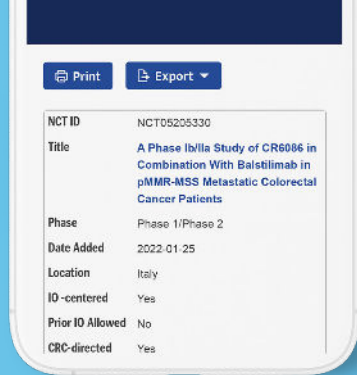 Print Export
NCT ID NCT05205330
Title A Phase Ib/IIa Study of CR6086 in
Combination With Balstilimab in
pMMR-MSS Metastatic Colorectal
Cancer Patients
Phase Phase 1/Phase 2
Date Added 2022-01-25
Location Italy
IO -centered Yes
Prior IO Allowed No
CRC-directed Yes